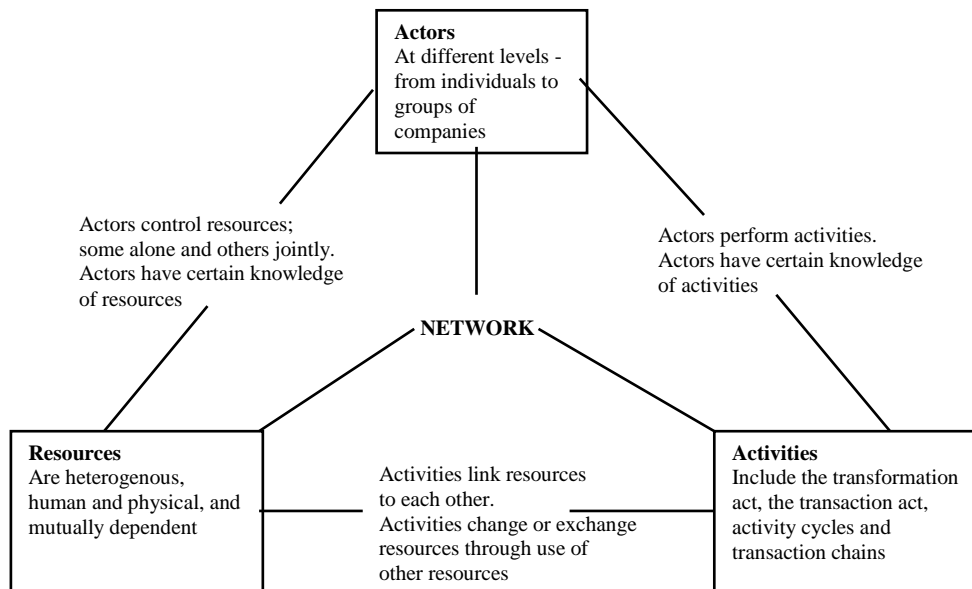 Actors
At different levels -
from individuals to
groups of
companies
Actors control resources;
some alone and others jointly.
Actors have certain knowledge
of resources
Actors perform activities.
Actors have certain knowledge
of activities
NETWORK
Resources
Are heterogenous,
human and physical, and
mutually dependent
Activities link resources
to each other.
Activities change or exchange
resources through use of
other resources
Activities
Include the transformation
act, the transaction act,
activity cycles and
transaction chains